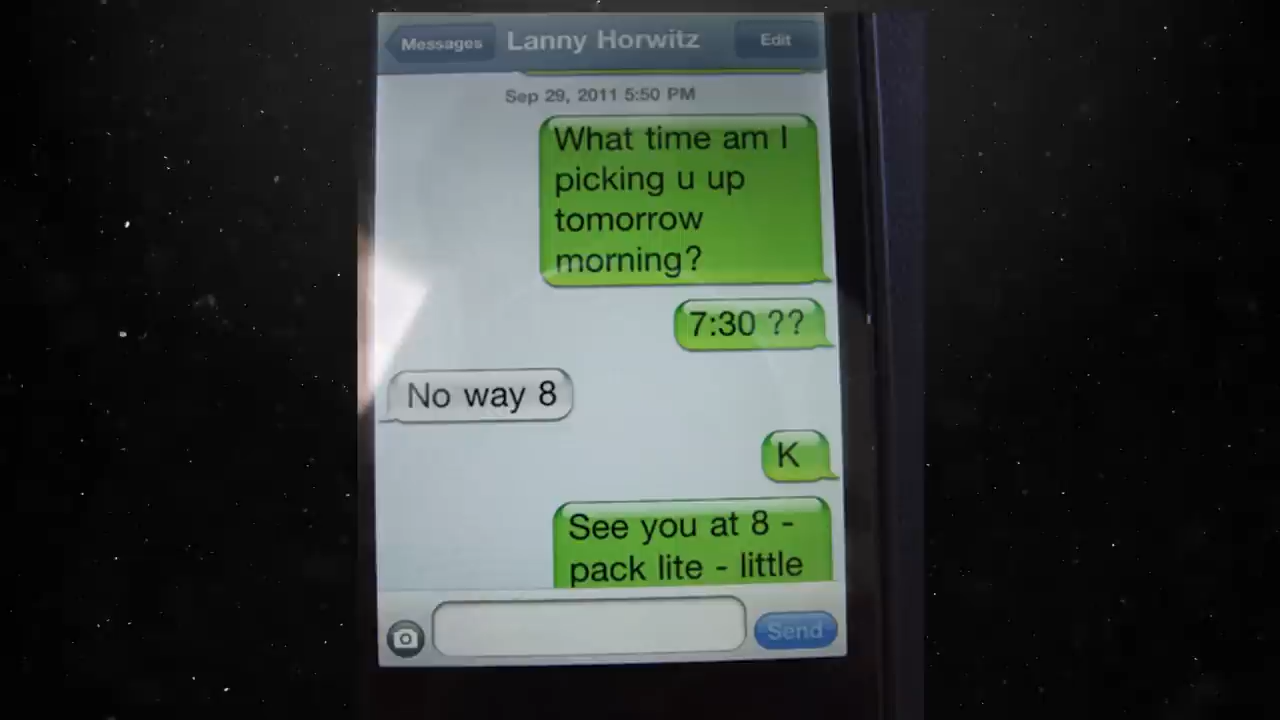 Messages
Lanny Horwitz
Edit
Sep 29, 2011 5:50 PM
What time am I
picking u up
tomorrow
morning?
7:30 ??
No way 8
K
See you at 8 -
pack lite - little
Send